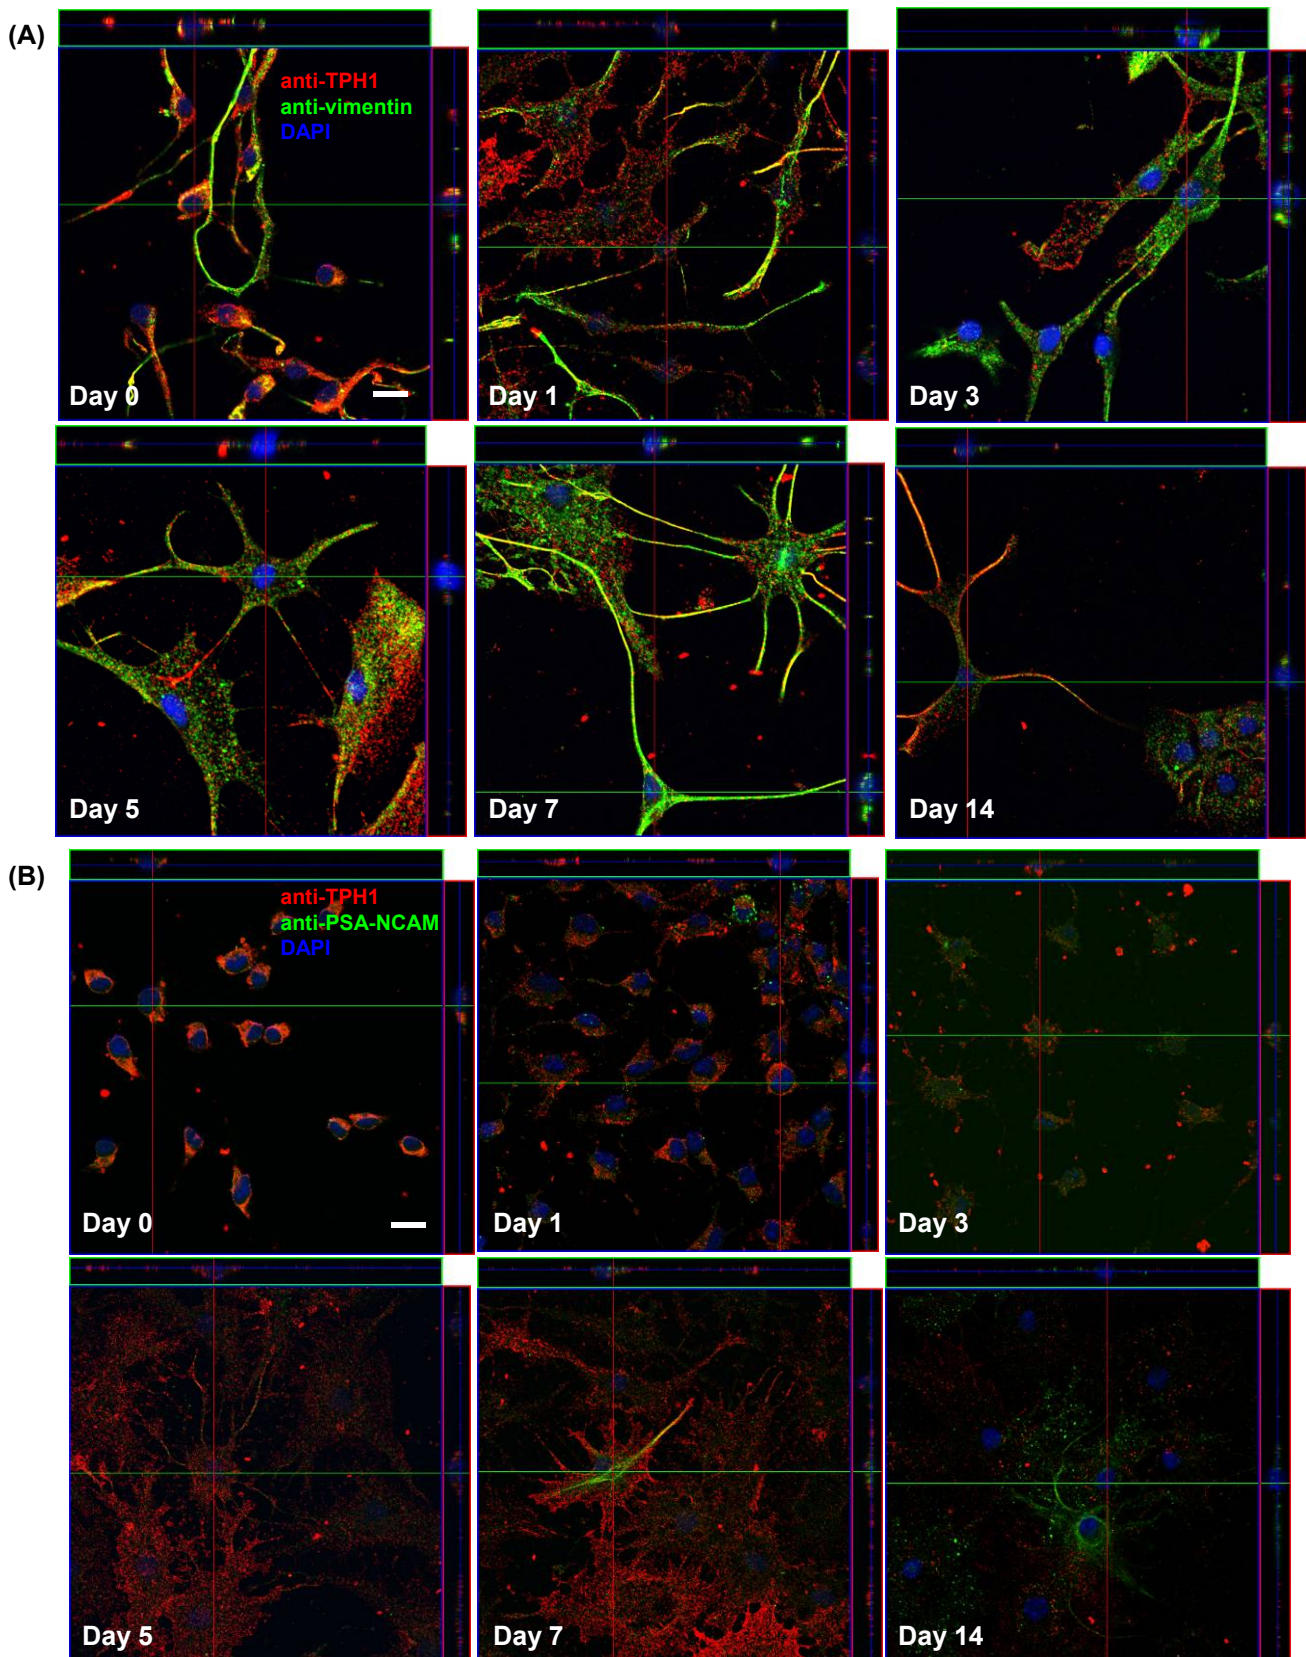 (A)
anti-TPH1
anti-vimentin
DAPI
Day 0
Day 1
Day 3
Day 5
Day 7
Day 14
(B)
anti-TPH1
anti-PSA-NCAM
DAPI
Day 0
Day 1
Day 3
Day 5
Day 7
Day 14